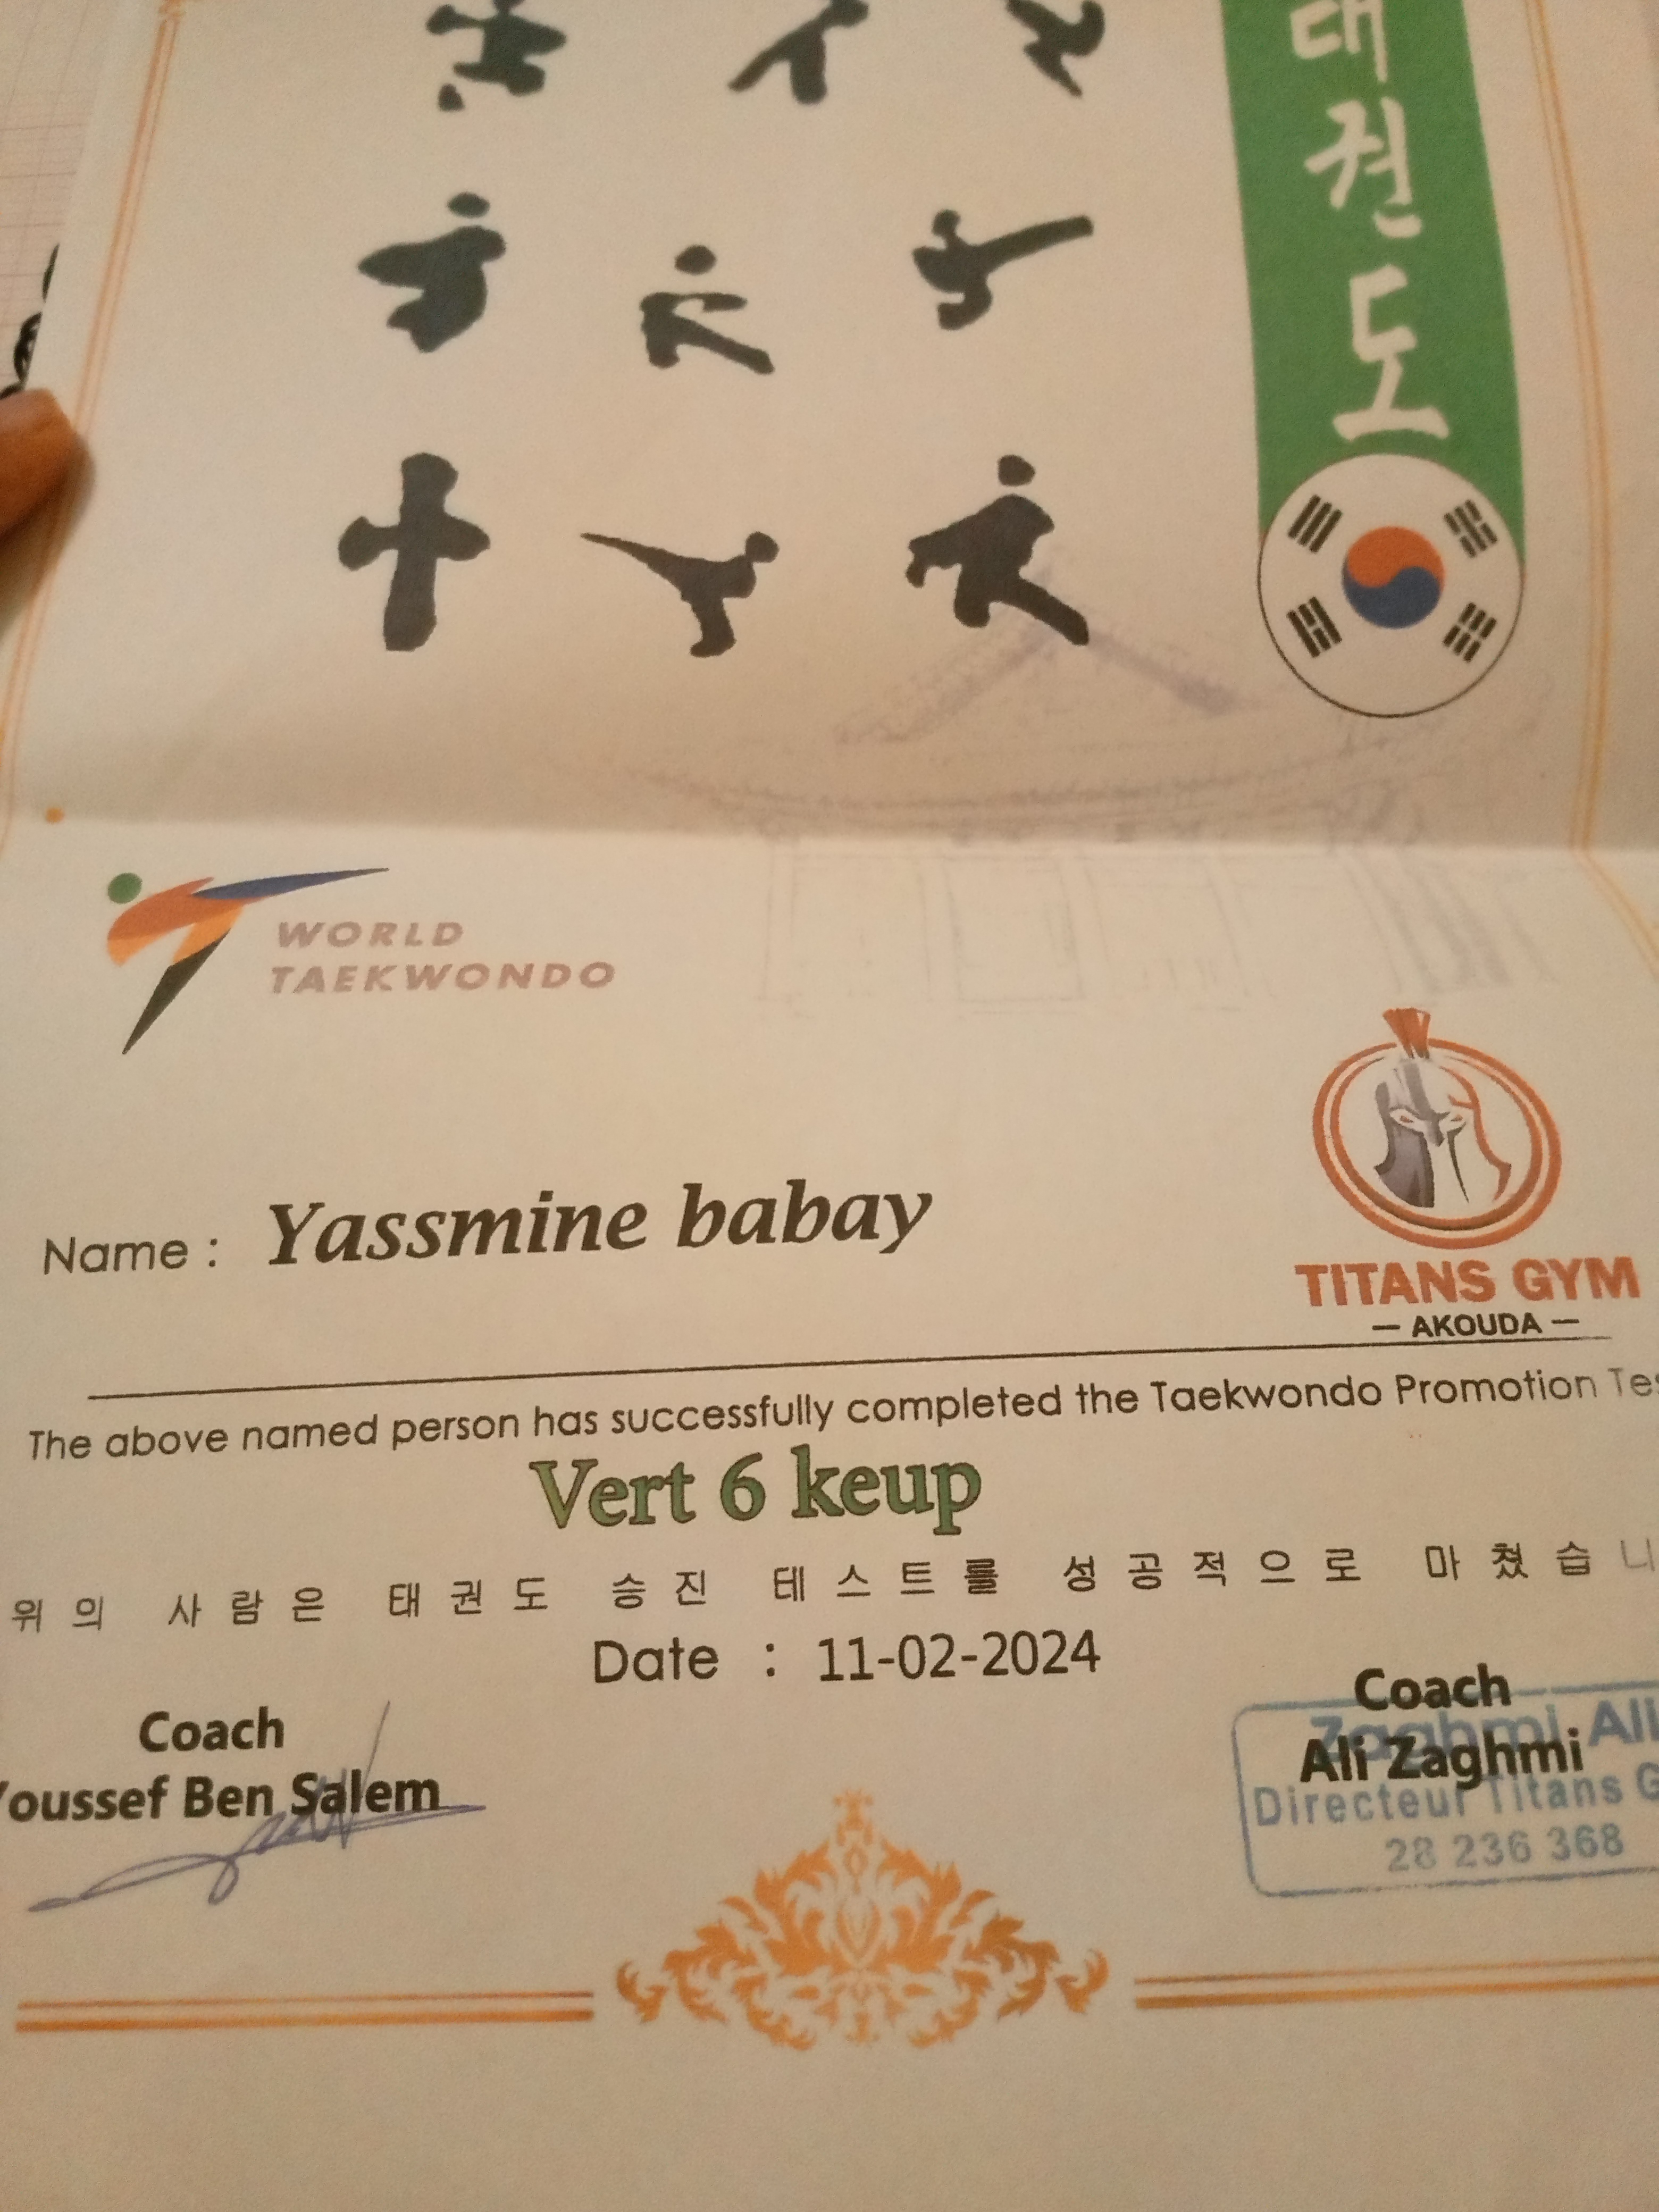 태
권
도
WORLD
TAEKWONDO
Name : Yassmine babay
TITANS GYM
— AKOUDA —
The above named person has successfully completed the Taekwondo Promotion
Vert 6 keup
위의 사람은 태권도 승진 테스트를 성공적으로 마쳤습
Date : 11-02-2024
Coach
Youssef Ben Salem
Coach
Ali Zaghmi
Zaghmi Ali
Directeur Titans
28 236 368